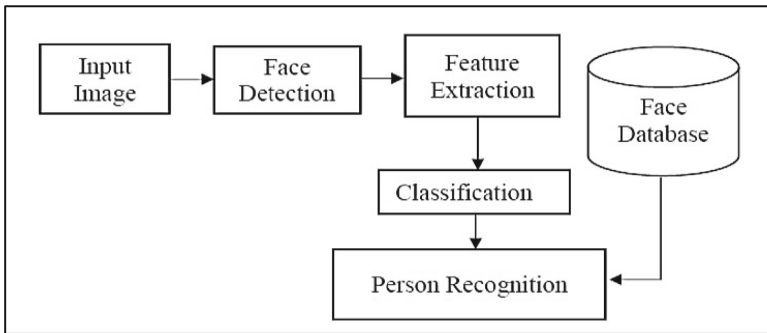 Input
Image
Face
Detection
Feature
Extraction
Face
Database
Classification
Person Recognition